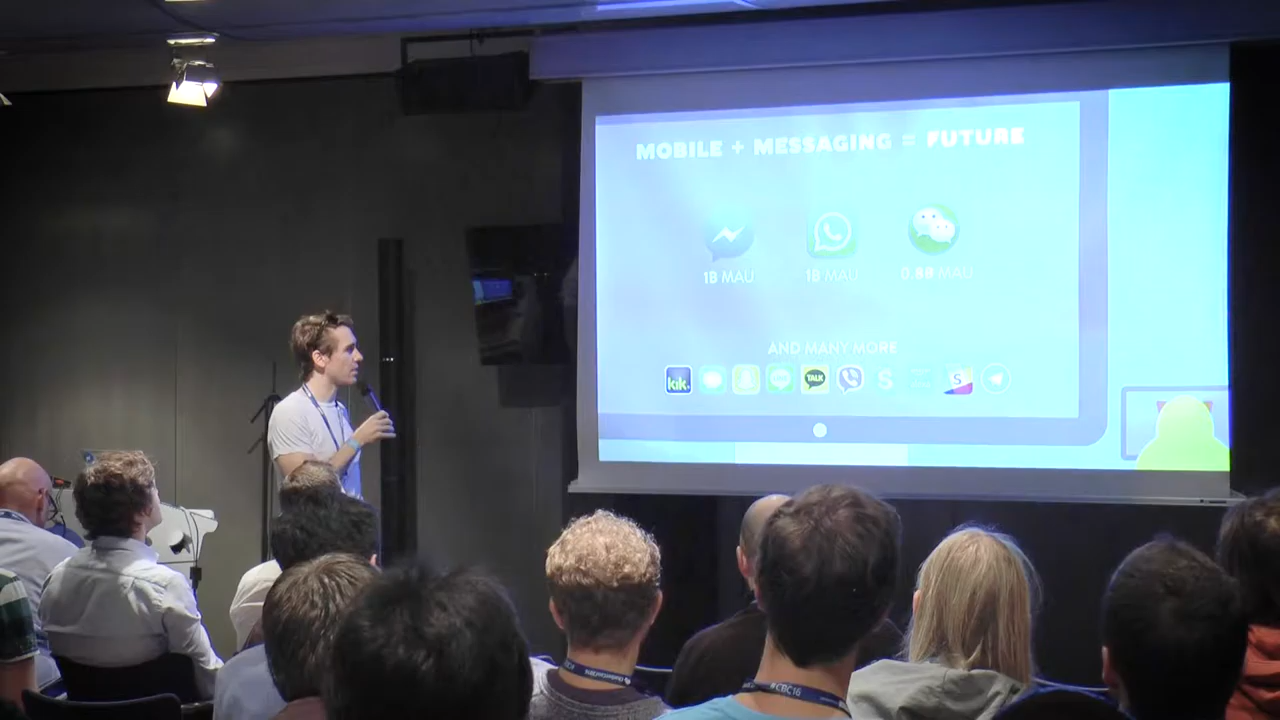 MOBILE + MESSAGING = FUTURE
1B MAU
1B MAU
0.8B MAU
AND MANY MORE
kik.
TALK
S
S
#CBC16